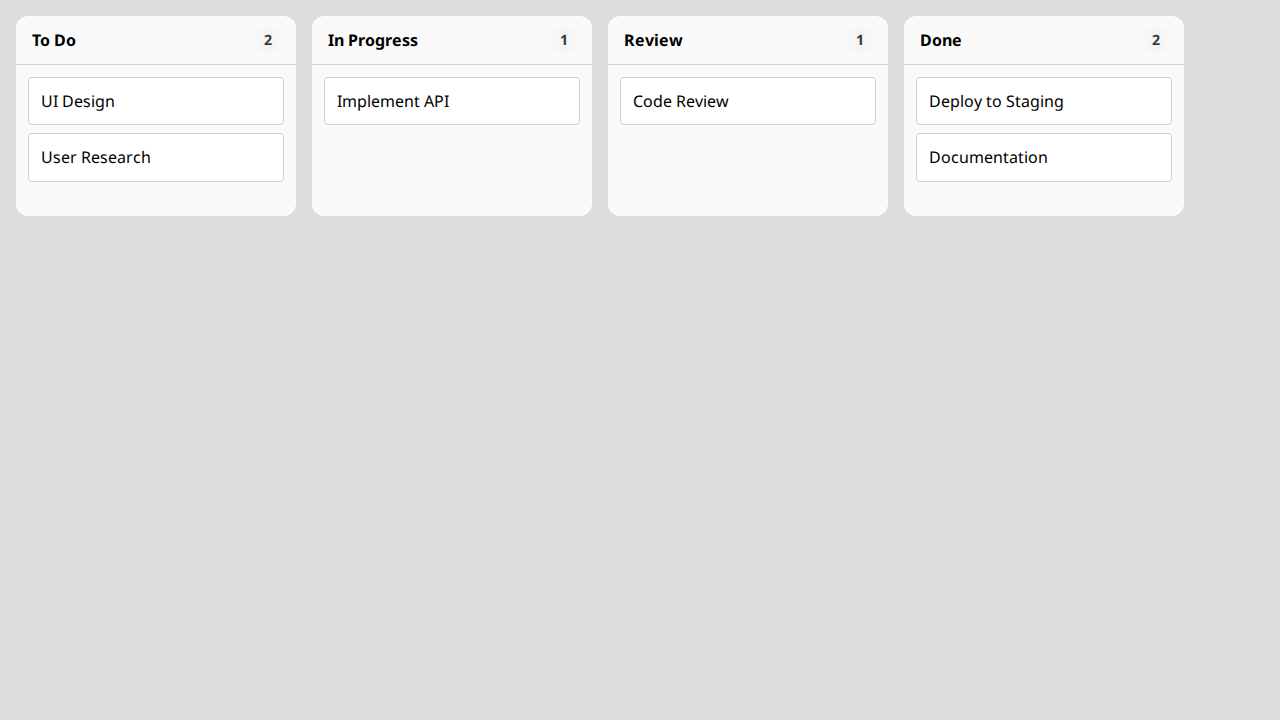 To Do 2
UI Design
User Research
In Progress 1
Implement API
Review 1
Code Review
Done 2
Deploy to Staging
Documentation